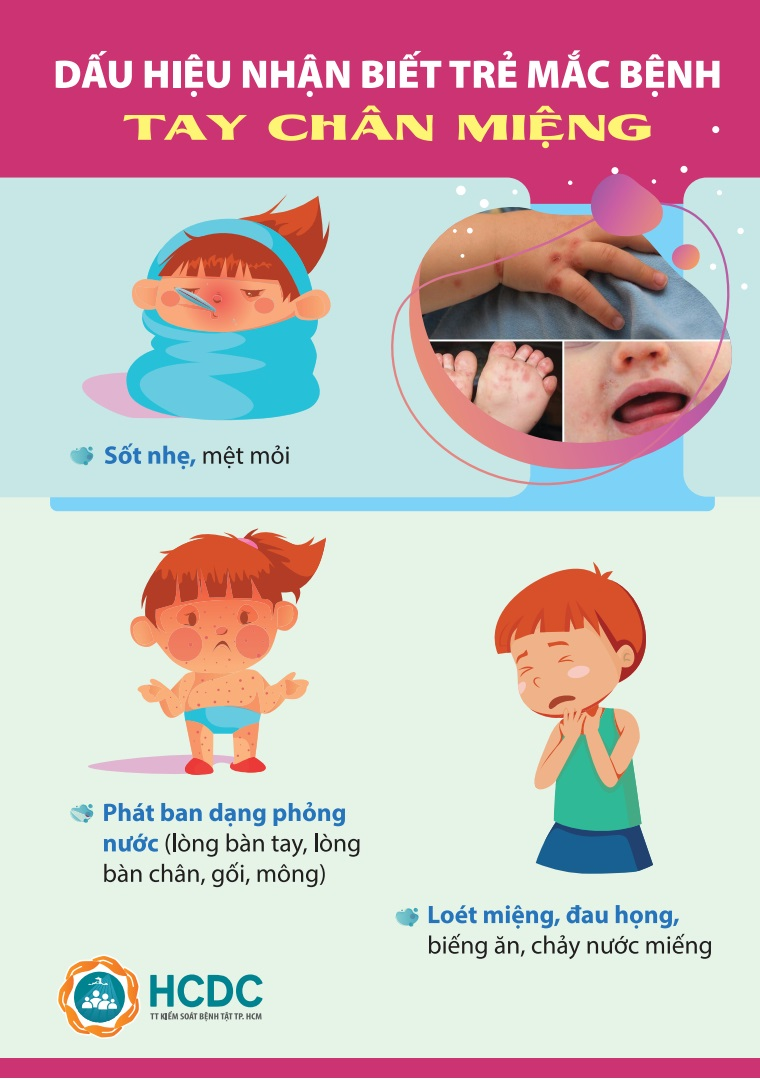 DẤU HIỆU NHẬN BIẾT TRẺ MẮC BỆNH
TAY CHÂN MIỆNG
Sốt nhẹ, mệt mỏi
Phát ban dạng phỏng
nước (lòng bàn tay, lòng
bàn chân, gối, mông)
Loét miệng, đau họng,
biếng ăn, chảy nước miếng
HCDC
TT KIỂM SOÁT BỆNH TẬT TP. HCM